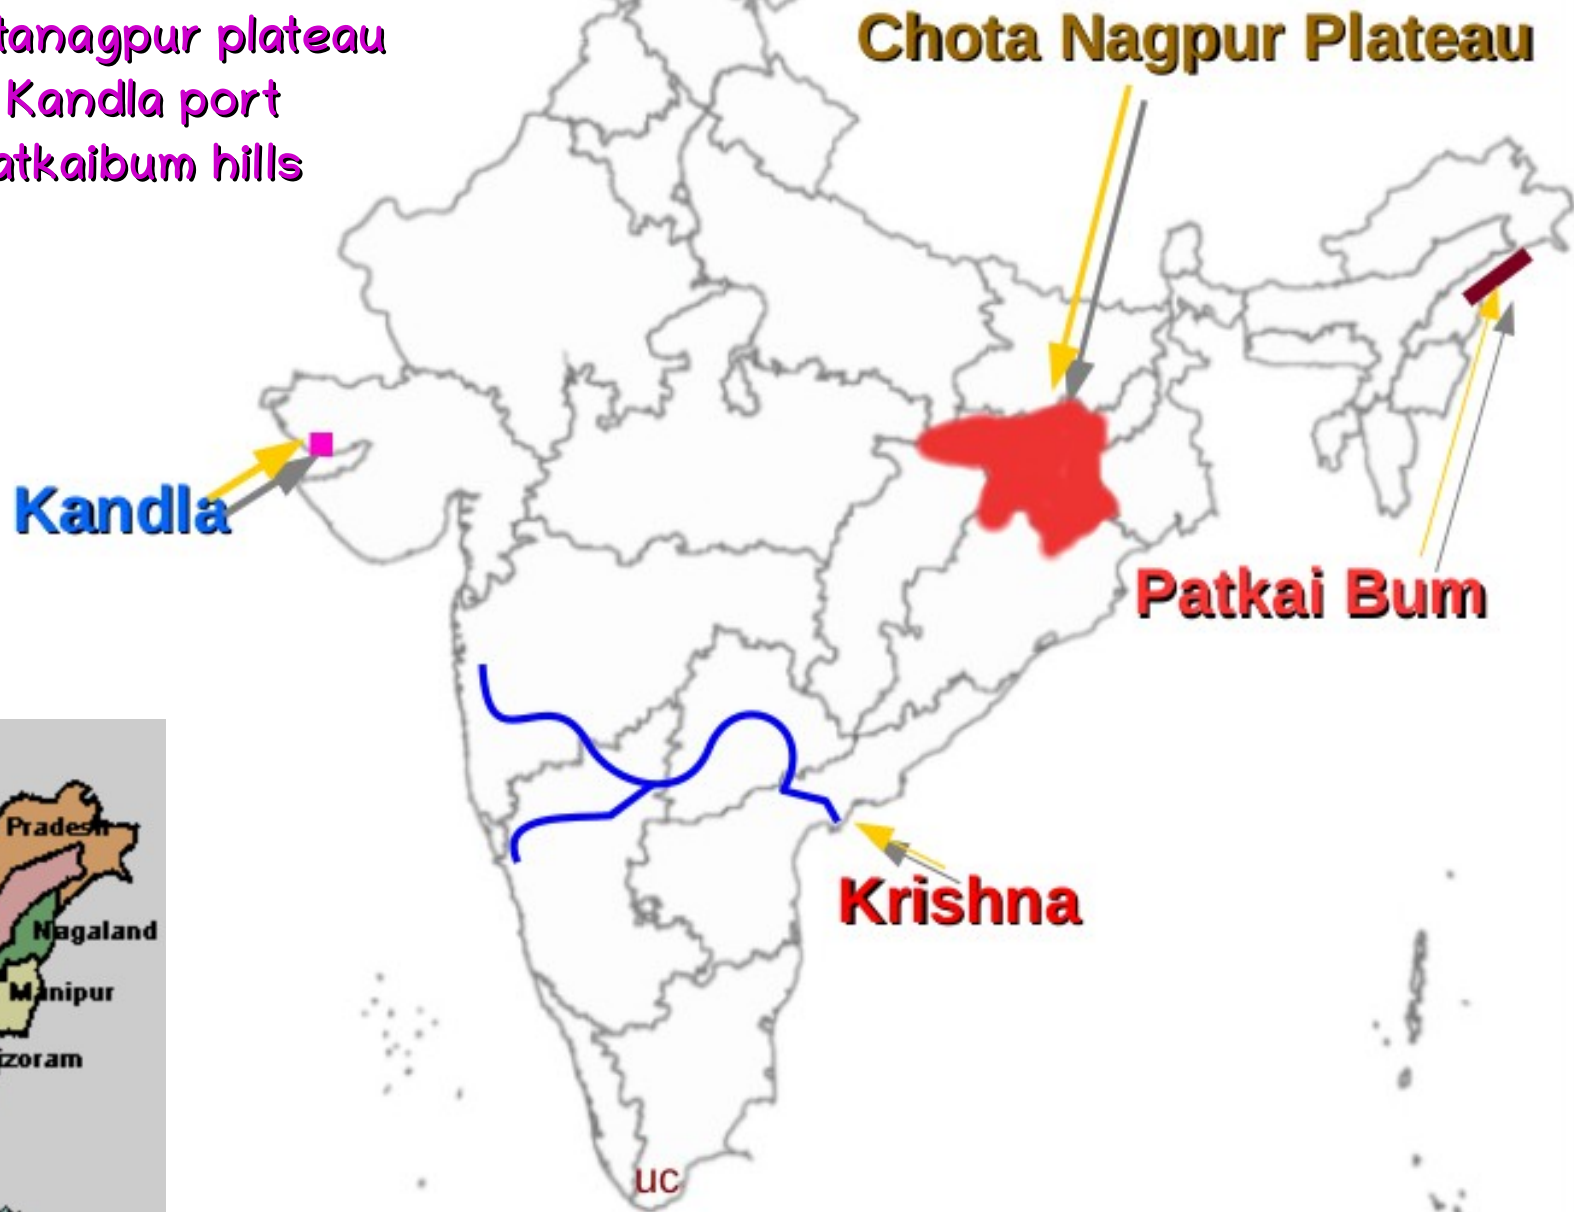 tanagpur plateau
Kandla port
atkaibum hills
Chota Nagpur Plateau
Kandla
Patkai Bum
Krishna
Pradesh
Nagaland
Manipur
izoram
uc